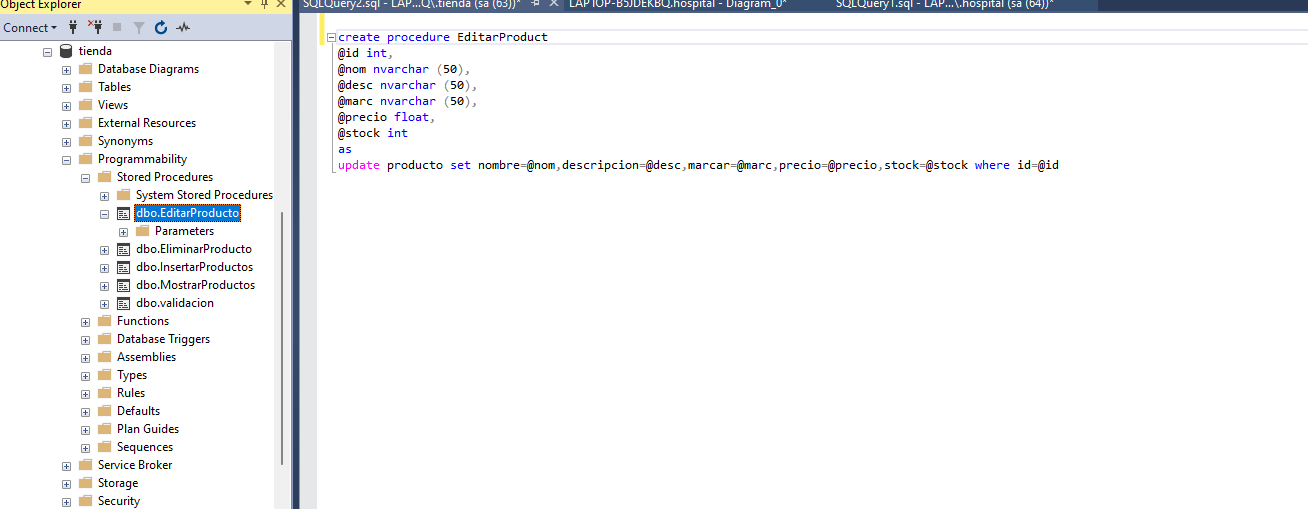 Object Explorer
SQLQuery2.sql - LAP...Q\.tienda (sa (63))*
LAPTOP-B5JDEKBQ.hospital - Diagram_0*
SQLQuery1.sql - LAP...\.hospital (sa (64))*
Connect
tienda
Database Diagrams
Tables
Views
External Resources
Synonyms
Programmability
Stored Procedures
System Stored Procedures
dbo.EditarProducto
Parameters
dbo.EliminarProducto
dbo.InsertarProductos
dbo.MostrarProductos
dbo.validacion
Functions
Database Triggers
Assemblies
Types
Rules
Defaults
Plan Guides
Sequences
Service Broker
Storage
Security
create procedure EditarProduct
@id int,
@nom nvarchar (50),
@desc nvarchar (50),
@marc nvarchar (50),
@precio float,
@stock int
as
update producto set nombre=@nom,descripcion=@desc,marcar=@marc,precio=@precio,stock=@stock where id=@id